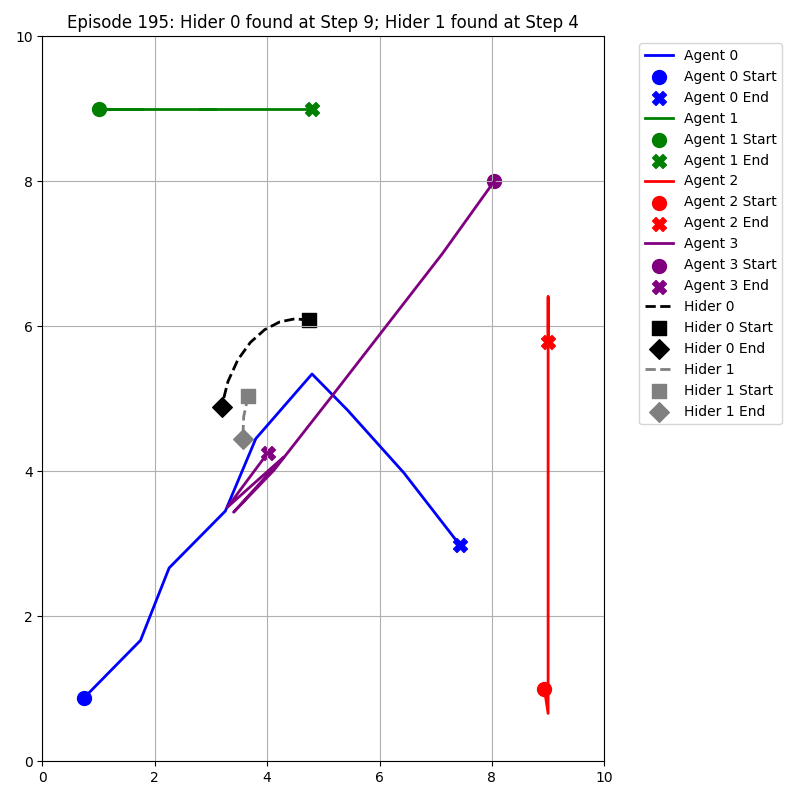 Episode 195: Hider 0 found at Step 9; Hider 1 found at Step 4
10
8
6
4
2
0
0
2
4
6
8
10
Agent 0
Agent 0 Start
Agent 0 End
Agent 1
Agent 1 Start
Agent 1 End
Agent 2
Agent 2 Start
Agent 2 End
Agent 3
Agent 3 Start
Agent 3 End
Hider 0
Hider 0 Start
Hider 0 End
Hider 1
Hider 1 Start
Hider 1 End